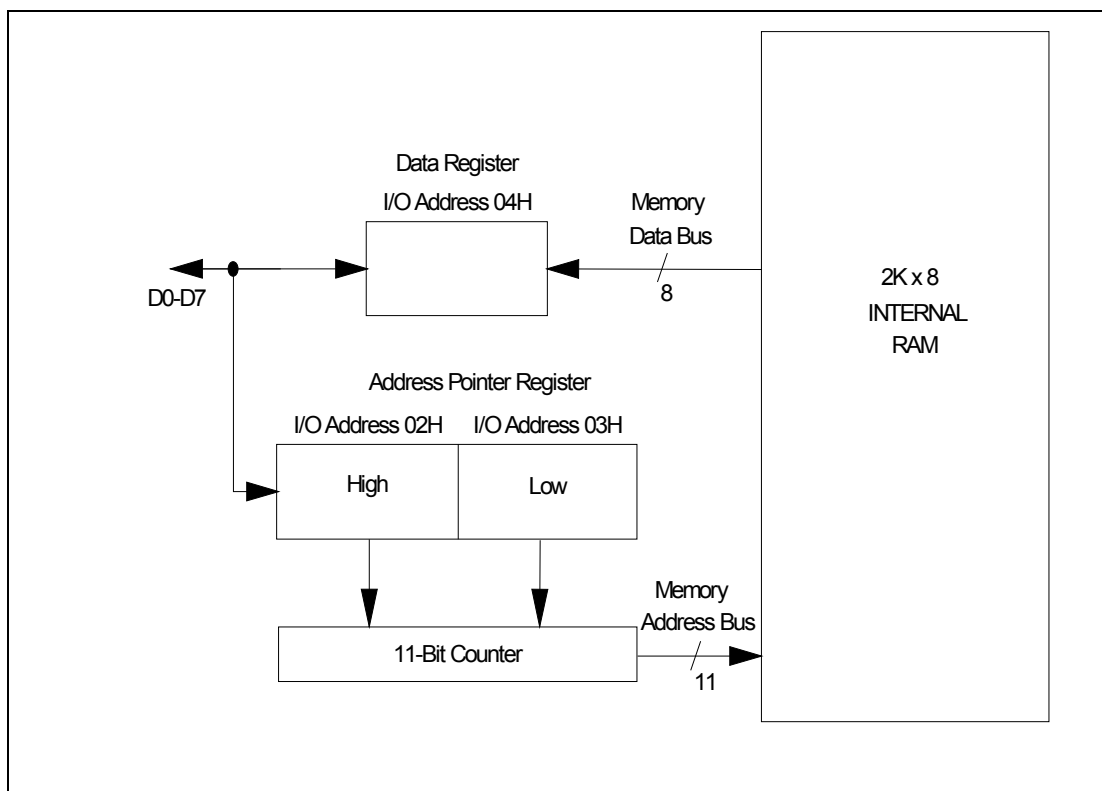 Data Register
I/O Address 04H
Memory
Data Bus
8
D0-D7
2K x 8
INTERNAL
RAM
Address Pointer Register
I/O Address 02H
I/O Address 03H
High
Low
Memory
Address Bus
11
11-Bit Counter